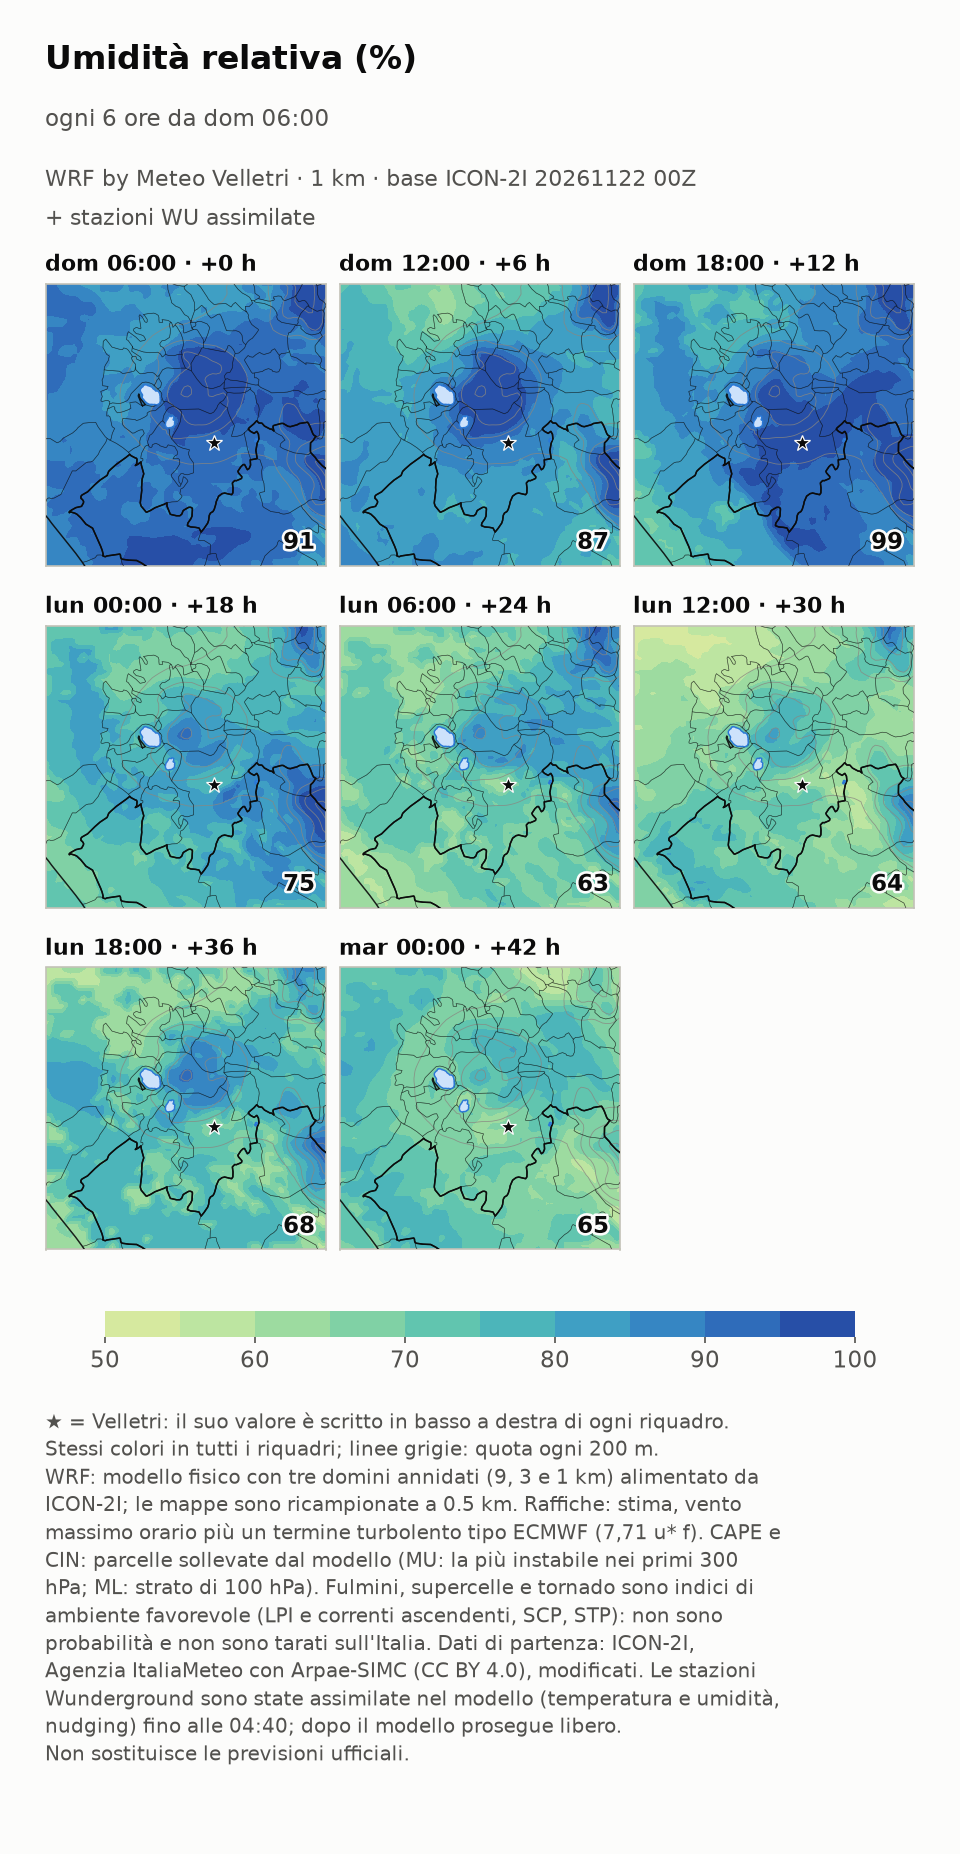 Umidità relativa (%)
ogni 6 ore da dom 06:00
WRF by Meteo Velletri · 1 km · base ICON-2I 20261122 00Z
+ stazioni WU assimilate
dom 06:00 · +0 h
dom 12:00 · +6 h
dom 18:00 · +12 h
91
87
99
lun 00:00 · +18 h
lun 06:00 · +24 h
lun 12:00 · +30 h
75
63
64
lun 18:00 · +36 h
mar 00:00 · +42 h
68
65
50 60 70 80 90 100
★ = Velletri: il suo valore è scritto in basso a destra di ogni riquadro.
Stessi colori in tutti i riquadri; linee grigie: quota ogni 200 m.
WRF: modello fisico con tre domini annidati (9, 3 e 1 km) alimentato da
ICON-2I; le mappe sono ricampionate a 0.5 km. Raffiche: stima, vento
massimo orario più un termine turbolento tipo ECMWF (7,71 u* f). CAPE e
CIN: parcelle sollevate dal modello (MU: la più instabile nei primi 300
hPa; ML: strato di 100 hPa). Fulmini, supercelle e tornado sono indici di
ambiente favorevole (LPI e correnti ascendenti, SCP, STP): non sono
probabilità e non sono tarati sull'Italia. Dati di partenza: ICON-2I,
Agenzia ItaliaMeteo con Arpae-SIMC (CC BY 4.0), modificati. Le stazioni
Wunderground sono state assimilate nel modello (temperatura e umidità,
nudging) fino alle 04:40; dopo il modello prosegue libero.
Non sostituisce le previsioni ufficiali.